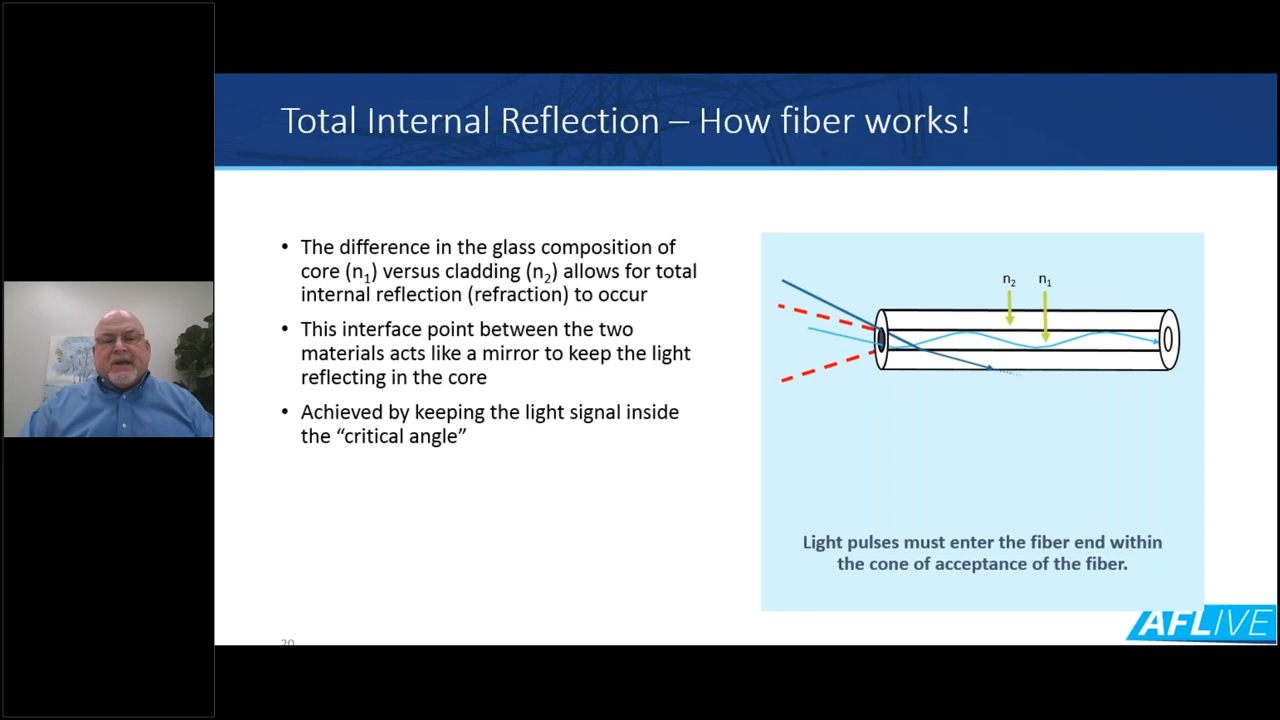 Total Internal Reflection – How fiber works!
• The difference in the glass composition of
core (n₁) versus cladding (n₂) allows for total
internal reflection (refraction) to occur
• This interface point between the two
materials acts like a mirror to keep the light
reflecting in the core
• Achieved by keeping the light signal inside
the “critical angle”
n₂ n₁
Light pulses must enter the fiber end within
the cone of acceptance of the fiber.
20
AFLIVE